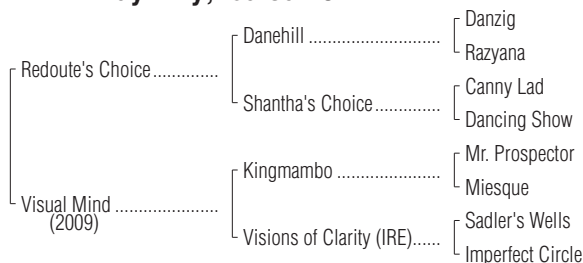 Danzig
Danehill
Razyana
Redoute's Choice
Canny Lad
Shantha's Choice
Dancing Show
Mr. Prospector
Kingmambo
Miesque
Visual Mind
(2009)
Sadler's Wells
Visions of Clarity (IRE)
Imperfect Circle